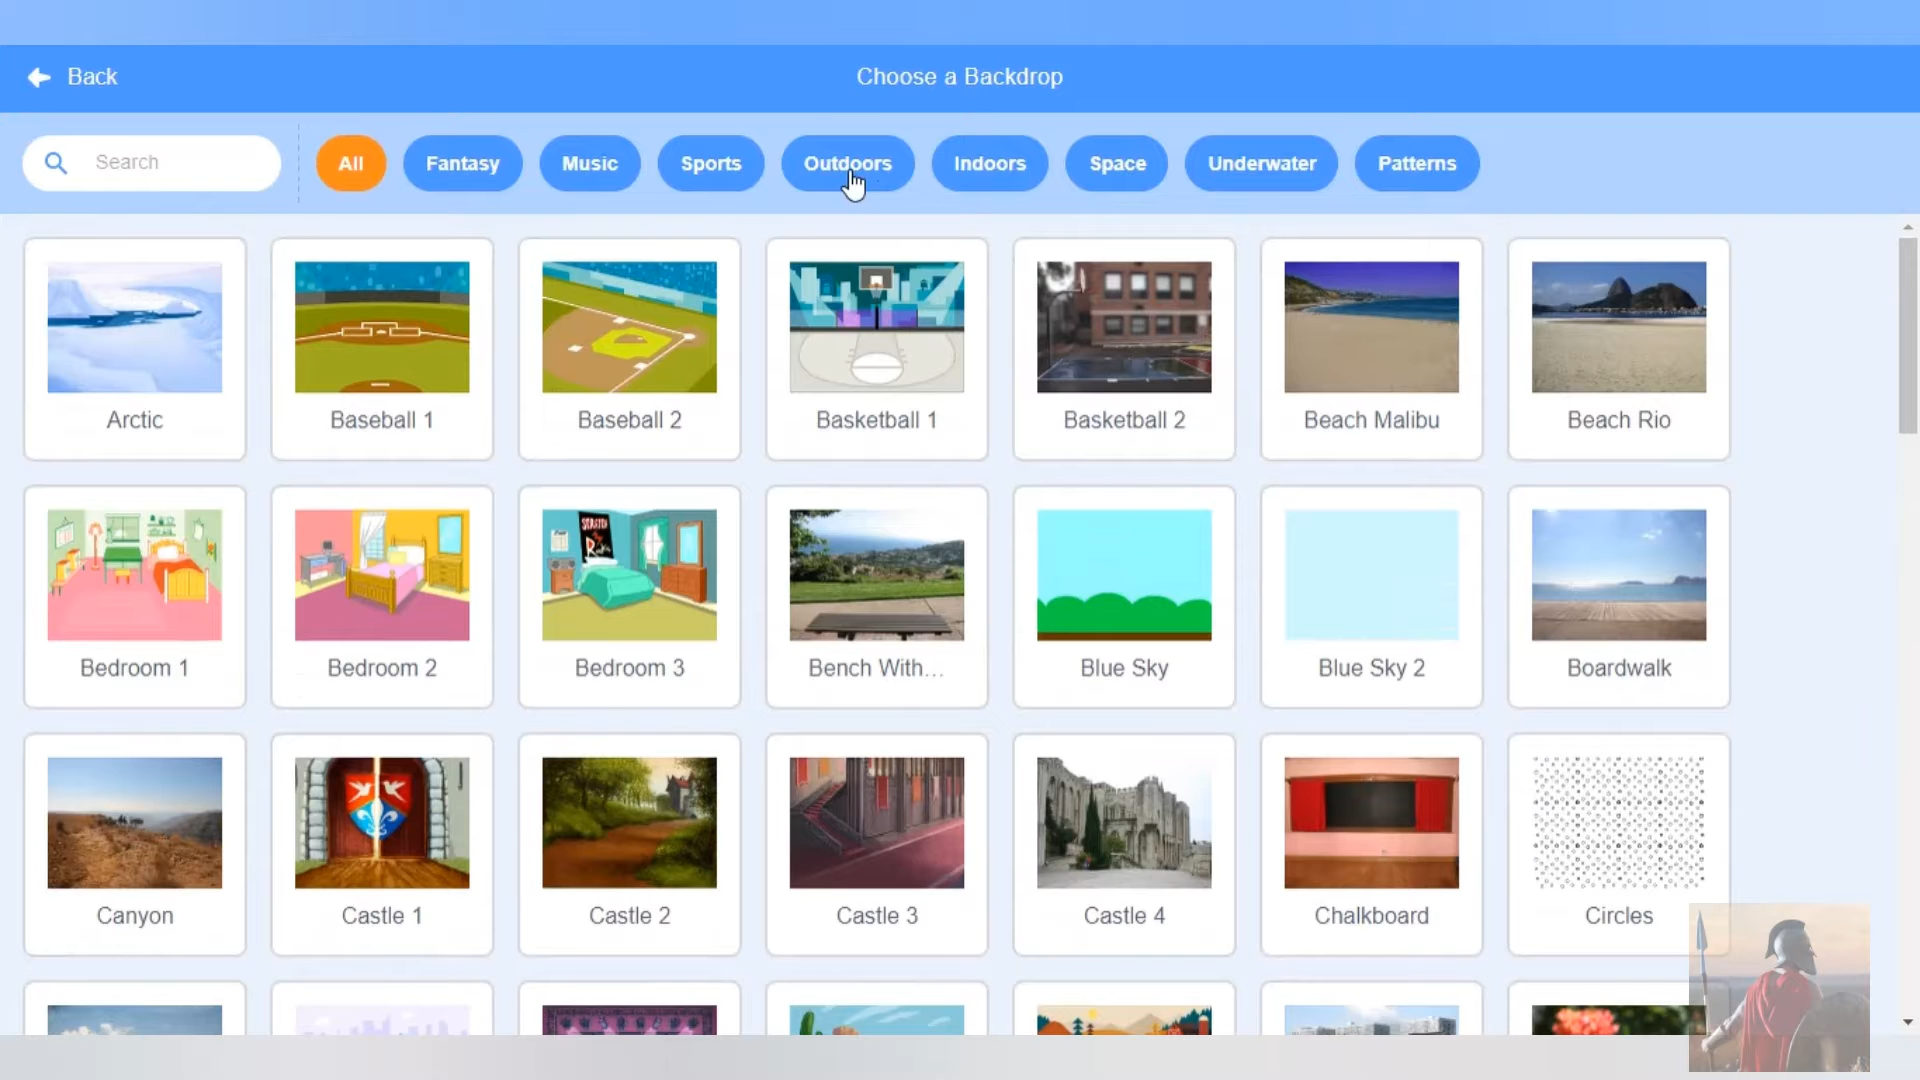 Back
Choose a Backdrop
Search
All
Fantasy
Music
Sports
Outdoors
Indoors
Space
Underwater
Patterns
Arctic
Baseball 1
Baseball 2
Basketball 1
Basketball 2
Beach Malibu
Beach Rio
SCRATCH
Bedroom 1
Bedroom 2
Bedroom 3
Bench With...
Blue Sky
Blue Sky 2
Boardwalk
Canyon
Castle 1
Castle 2
Castle 3
Castle 4
Chalkboard
Circles